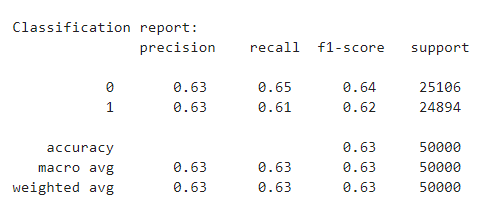 Classification report:
precision recall f1-score support
0 0.63 0.65 0.64 25106
1 0.63 0.61 0.62 24894
accuracy 0.63 50000
macro avg 0.63 0.63 0.63 50000
weighted avg 0.63 0.63 0.63 50000